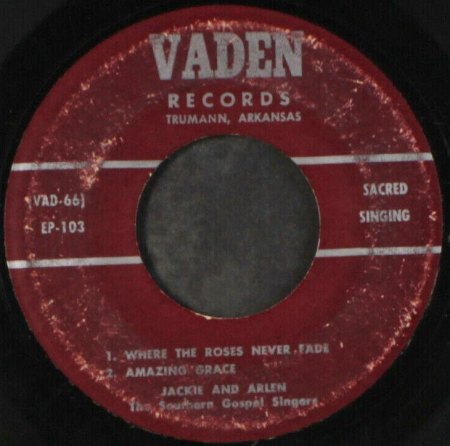 VADEN
RECORDS
TRUMANN, ARKANSAS
(VAD-66)
EP-103
SACRED
SINGING
1. WHERE THE ROSES NEVER FADE
2. AMAZING GRACE
JACKIE AND ARLEN
The Southern Gospel Singers